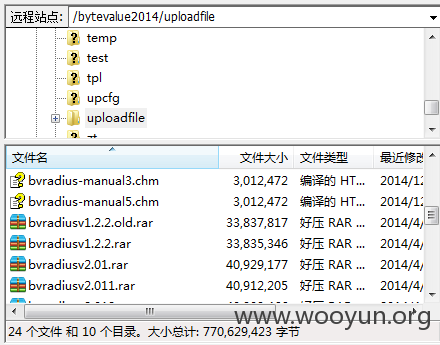 远程站点: /bytevalue2014/uploadfile
temp
test
tpl
upcfg
uploadfile
文件名 文件大小 文件类型 最近修改
bvradius-manual3.chm 3,012,472 编译的 HT... 2014/12
bvradius-manual5.chm 3,012,472 编译的 HT... 2014/12
bvradiusv1.2.2.old.rar 33,837,817 好压 RAR ... 2014/4/
bvradiusv1.2.2.rar 33,835,346 好压 RAR ... 2014/4/
bvradiusv2.01.rar 40,929,177 好压 RAR ... 2014/4/
bvradiusv2.011.rar 40,912,205 好压 RAR ... 2014/4/
www.wooyun.org
24 个文件 和 10 个目录。大小总计: 770,629,423 字节